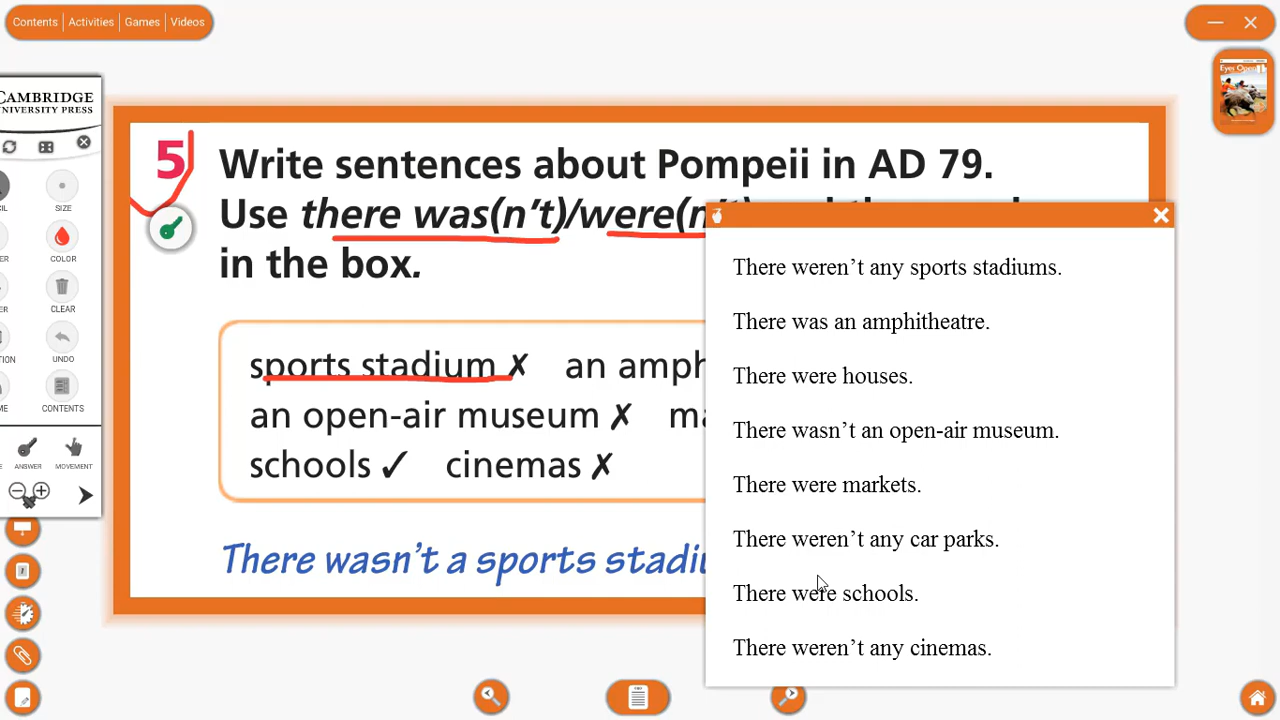 Contents | Activities | Games | Videos
Eyes Open
CAMBRIDGE
UNIVERSITY PRESS
SIZE
COLOR
CLEAR
UNDO
CONTENTS
ANSWER
MOVEMENT
5 Write sentences about Pompeii in AD 79.
Use there was(n't)/were(n't)
in the box.
sports stadium ✗ an
an open-air museum ✗
schools ✓ cinemas ✗
There wasn't a sports
There weren't any sports stadiums.
There was an amphitheatre.
There were houses.
There wasn't an open-air museum.
There were markets.
There weren't any car parks.
There were schools.
There weren't any cinemas.